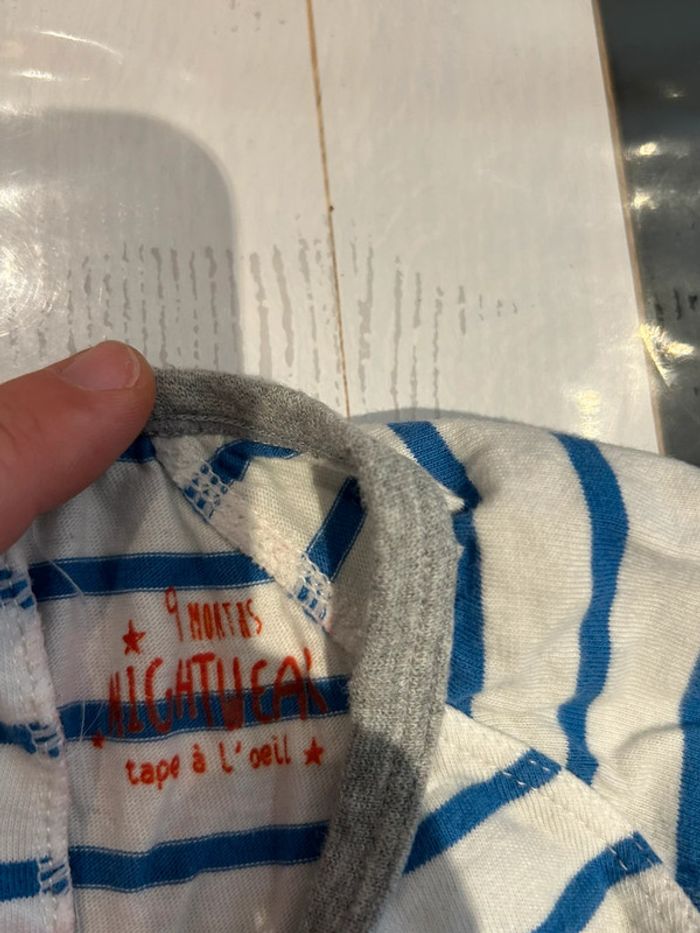 9 MONTHS
NIGHTWEAR
tape à l'oeil